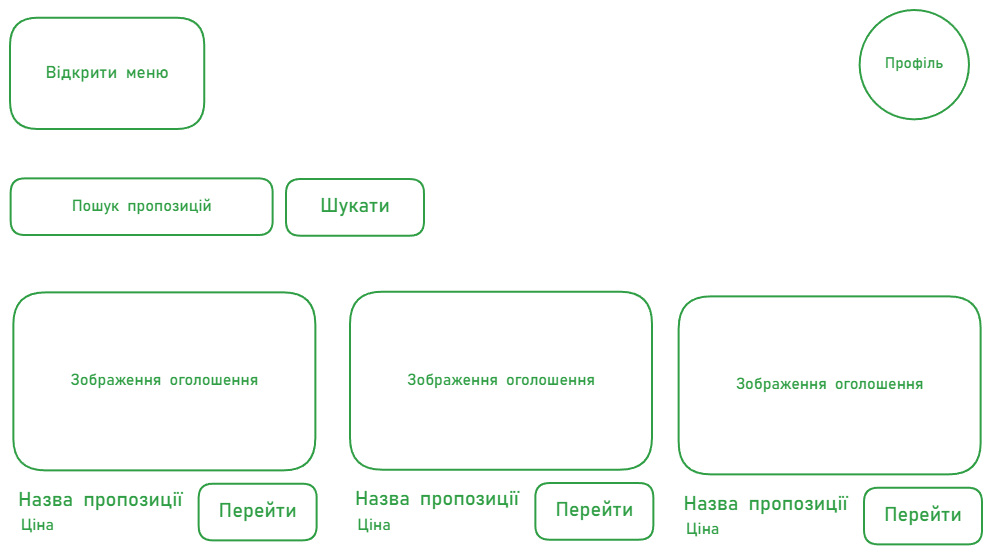 Відкрити меню
Профіль
Пошук пропозицій
Шукати
Зображення оголошення
Зображення оголошення
Зображення оголошення
Назва пропозиції
Ціна
Перейти
Назва пропозиції
Ціна
Перейти
Назва пропозиції
Ціна
Перейти